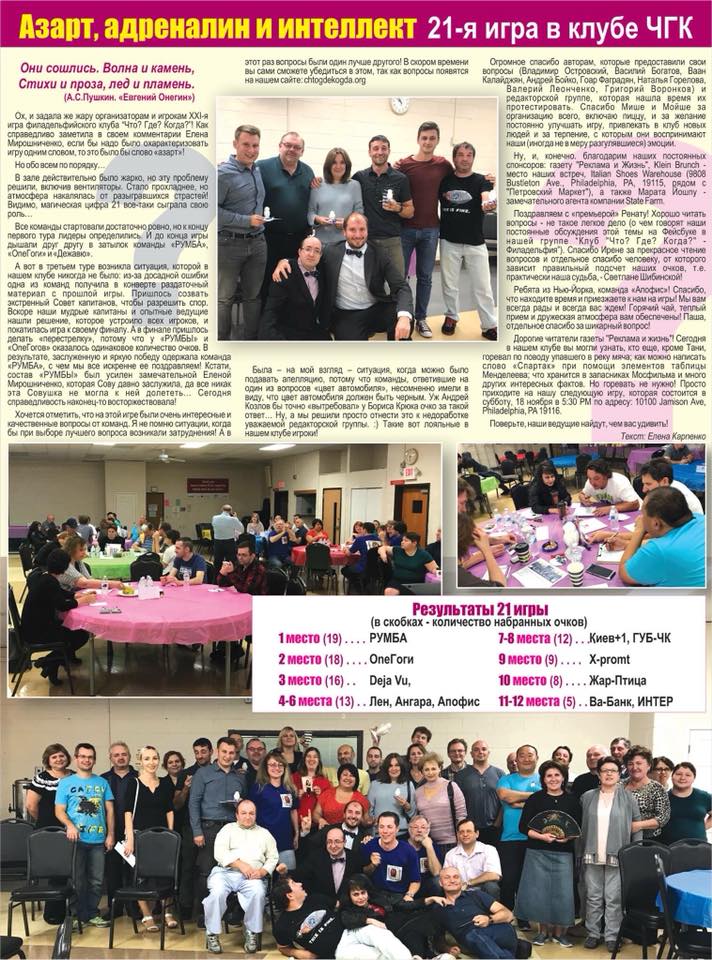 Азарт, адреналин и интеллект 21-я игра в клубе ЧГК
Они сошлись. Волна и камень,
Стихи и проза, лед и пламень.
(А.С.Пушкин. «Евгений Онегин»)
Ох, и задала же жару организаторам и игрокам XXI-я
игра филадельфийского клуба "Что? Где? Когда?"! Как
справедливо заметила в своем комментарии Елена
Мирошниченко, если бы надо было охарактеризовать
игру одним словом, то это было бы слово «азарт»!
Но обо всем по порядку…
В зале действительно было жарко, но эту проблему
решили, включив вентиляторы. Стало прохладнее, но
атмосфера накалялась от разыгравшихся страстей!
Видимо, магическая цифра 21 все-таки сыграла свою
роль…
Все команды стартовали достаточно ровно, но к концу
первого тура лидеры определились. И до конца игры
дышали друг другу в затылок команды «РУМБА»,
«ОпеГоги» и «Дежавю».
А вот в третьем туре возникла ситуация, которой в
нашем клубе никогда не было: из-за досадной ошибки
одна из команд получила в конверте раздаточный
материал с прошлой игры. Пришлось созвать
экстренный Совет капитанов, чтобы разрешить спор.
Вскоре наши мудрые капитаны и опытные ведущие
нашли решение, которое устроило всех игроков, и
покатилась игра к своему финалу. А в финале пришлось
делать «перестрелку», потому что у «РУМБЫ» и
«ОпеГогов» оказалось одинаковое количество очков. В
результате, заслуженную и яркую победу одержала команда
«РУМБА», с чем мы все искренне ее поздравляем! Кстати,
состав «РУМБЫ» был усилен замечательной Еленой
Мирошниченко, которая Сову давно заслужила, да все никак
эта Совушка не могла к ней долететь… Сегодня
справедливость наконец-то восторжествовала!
Хочется отметить, что на этой игре были очень интересные и
качественные вопросы от команд. Я не помню ситуации, когда
бы при выборе лучшего вопроса возникали затруднения! А в
этот раз вопросы были один лучше другого! В скором времени
вы сами сможете убедиться в этом, так как вопросы появятся
на нашем сайте: chtogdekogda.org
THIS IS FINE.
Была – на мой взгляд – ситуация, когда можно было
подавать апелляцию, потому что команды, ответившие на
один из вопросов «цвет автомобиля», несомненно имели в
виду, что цвет автомобиля должен быть черным. Уж Андрей
Козлов бы точно «вытребовал» у Бориса Крюка очко за такой
ответ… Ну, а мы решили просто отнести это к недоработке
уважаемой редакторской группы. :) Такие вот лояльные в
нашем клубе игроки!
Огромное спасибо авторам, которые предоставили свои
вопросы (Владимир Островский, Василий Богатов, Ваан
Калайджян, Андрей Бойко, Гоар Фаградян, Наталья Горелова,
Валерий Леонченко, Григорий Воронков) и
редакторской группе, которая нашла время их
протестировать. Спасибо Мише и Мойше за
организацию всего, включая пиццу, и за желание
постоянно улучшать игру, привлекать в клуб новых
людей и за терпение, с которым они воспринимают
наши (иногда не в меру разгулявшиеся) эмоции.
Ну, и, конечно, благодарим наших постоянных
спонсоров: газету "Реклама и Жизнь", Klein Brunch -
место наших встреч, Italian Shoes Warehouse (9808
Bustleton Ave., Philadelphia, PA, 19115, рядом с
"Петровский Маркет"), а также Марата Йошпу -
замечательного агента компании State Farm.
Поздравляем с «премьерой» Ренату! Хорошо читать
вопросы - не такое легкое дело (о чем говорят наши
постоянные обсуждения этой темы на Фейсбуке в
нашей группе "Клуб "Что? Где? Когда?" -
Филадельфия"). Спасибо Ирене за прекрасное чтение
вопросов и отдельное спасибо человеку, от которого
зависит правильный подсчет наших очков, т.е.
практически наша судьба, - Светлане Шибинской!
Ребята из Нью-Йорка, команда «Апофис»! Спасибо,
что находите время и приезжаете к нам на игры! Мы вам
всегда рады и всегда вас ждем! Горячий чай, теплый
прием и дружеская атмосфера вам обеспечены! Паша,
отдельное спасибо за шикарный вопрос!
Дорогие читатели газеты "Реклама и жизнь"! Сегодня
в нашем клубе вы могли узнать, кто еще, кроме Тани,
горевал по поводу упавшего в реку мяча; как можно написать
слово «Спартак» при помощи элементов таблицы
Менделеева; что хранится в запасниках Мосфильма и много
других интересных фактов. Но горевать не нужно! Просто
приходите на нашу следующую игру, которая состоится в
субботу, 18 ноября в 5:30 PM по адресу: 10100 Jamison Ave,
Philadelphia, PA 19116.
Поверьте, наши ведущие найдут, чем вас удивить!
Текст: Елена Карпенко
EXIT
Результаты 21 игры
(в скобках - количество набранных очков)
1 место (19) . . . . РУМБА
2 место (18) . . . . ОпеГоги
3 место (16) . . Deja Vu,
4-6 места (13) . . Лен, Ангара, Апофис
7-8 места (12) . . .Киев+1, ГУБ-ЧК
9 место (9) . . . . X-promt
10 место (8) . . . . Жар-Птица
11-12 места (5) . . Ва-Банк, ИНТЕР
THIS IS FINE.